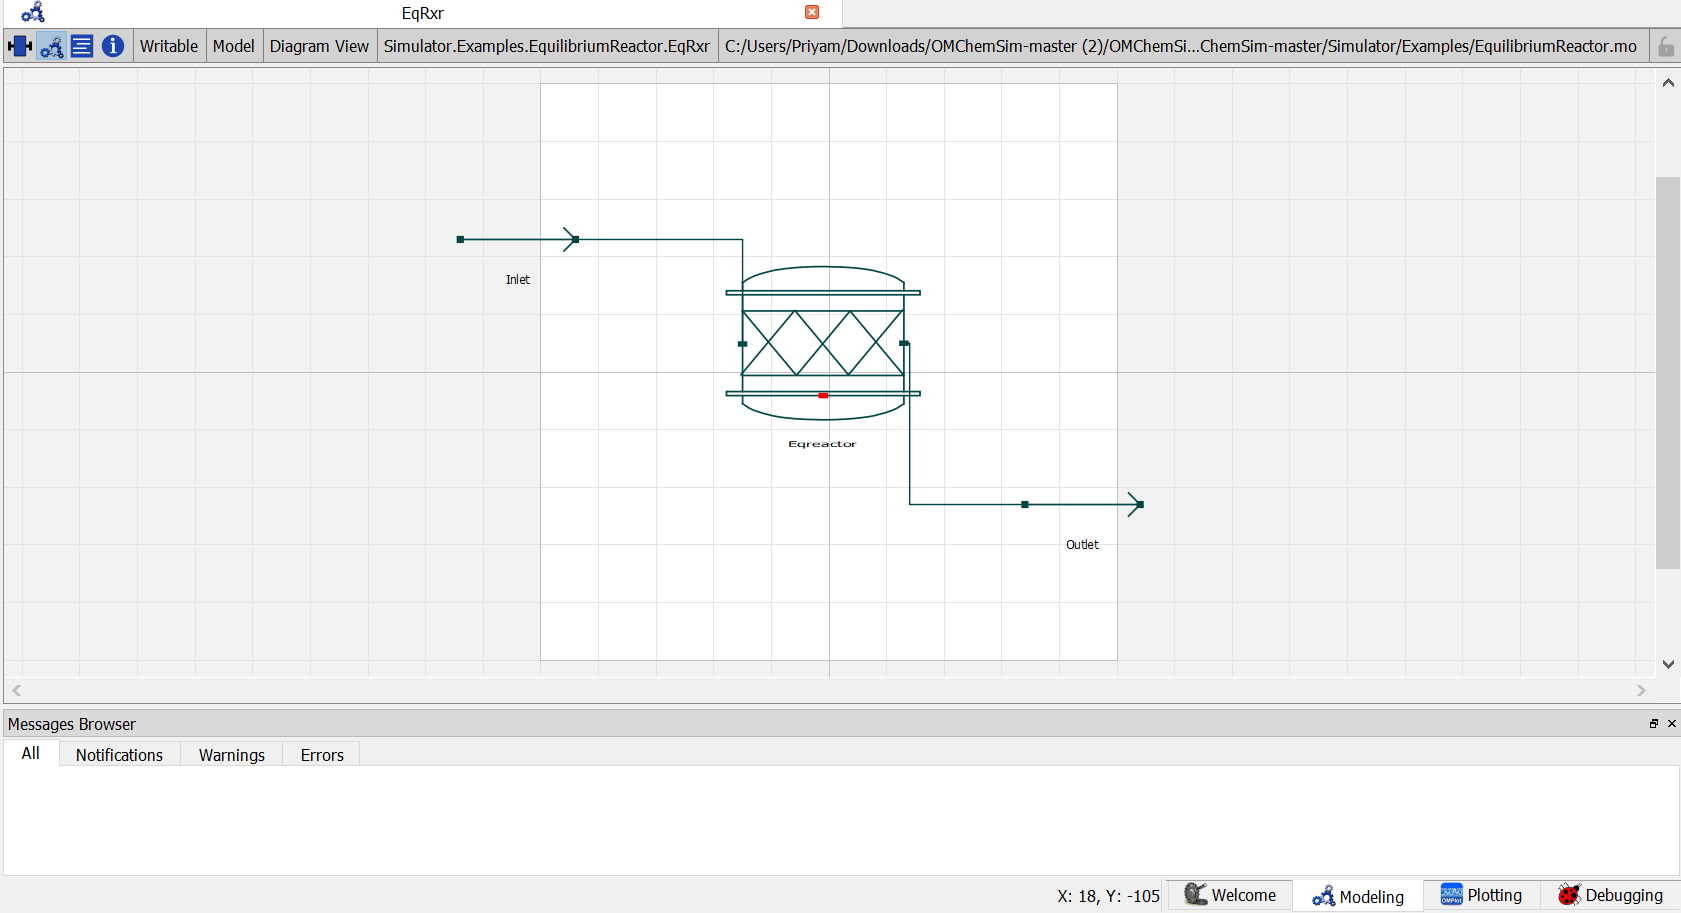 EqRxr
Writable Model Diagram View Simulator.Examples.EquilibriumReactor.EqRxr C:/Users/Priyam/Downloads/OMChemSim-master (2)/OMChemSi...ChemSim-master/Simulator/Examples/EquilibriumReactor.mo
Inlet
Eqreactor
Outlet
Messages Browser
All Notifications Warnings Errors
X: 18, Y: -105 Welcome Modeling OMPlot Plotting Debugging